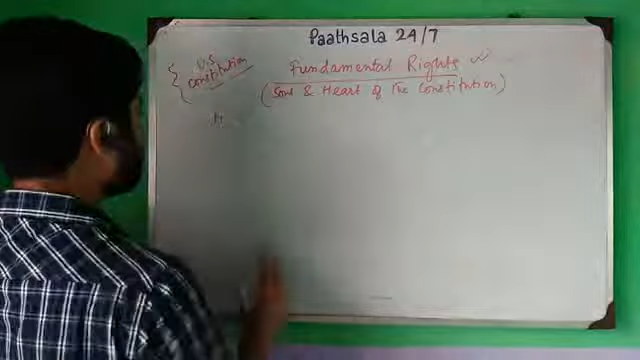 Paathsala 24/7
{ U.S
Constitution
Fundamental Rights
(Soul & Heart of The Constitution)